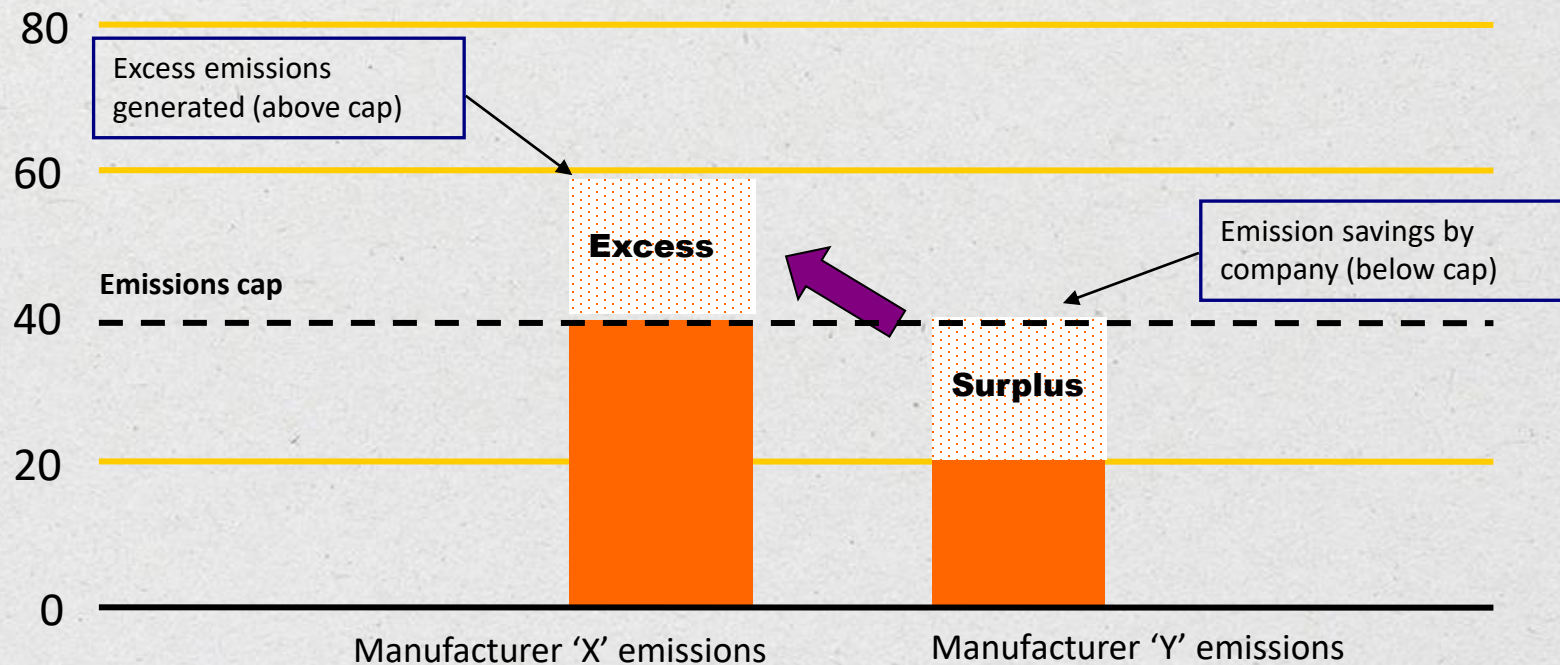 80
Excess emissions
generated (above cap)
60
Excess
Emission savings by
company (below cap)
Emissions cap
40
Surplus
20
0
Manufacturer ‘X’ emissions
Manufacturer ‘Y’ emissions